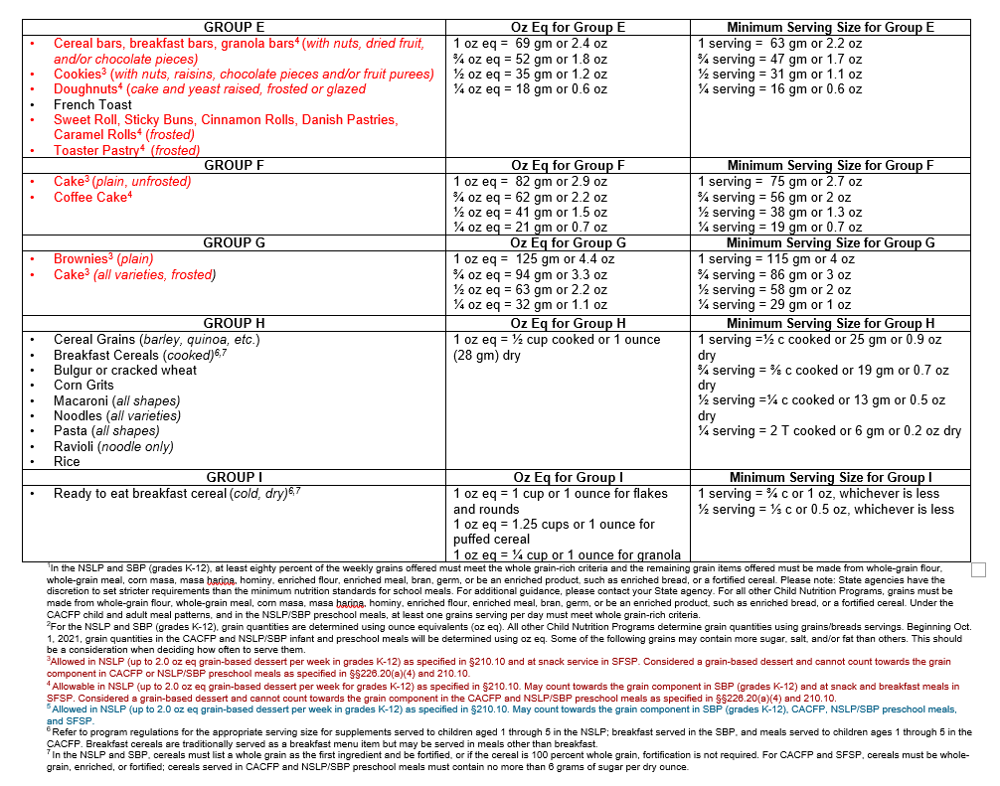 GROUP E Oz Eq for Group E Minimum Serving Size for Group E
• Cereal bars, breakfast bars, granola bars⁴ (with nuts, dried fruit, 1 oz eq = 69 gm or 2.4 oz 1 serving = 63 gm or 2.2 oz
and/or chocolate pieces) ¾ oz eq = 52 gm or 1.8 oz ¾ serving = 47 gm or 1.7 oz
• Cookies³ (with nuts, raisins, chocolate pieces and/or fruit purees) ½ oz eq = 35 gm or 1.2 oz ½ serving = 31 gm or 1.1 oz
• Doughnuts⁴ (cake and yeast raised, frosted or glazed ¼ oz eq = 18 gm or 0.6 oz ¼ serving = 16 gm or 0.6 oz
• French Toast
• Sweet Roll, Sticky Buns, Cinnamon Rolls, Danish Pastries,
Caramel Rolls⁴ (frosted)
• Toaster Pastry⁴ (frosted)
GROUP F Oz Eq for Group F Minimum Serving Size for Group F
• Cake³ (plain, unfrosted) 1 oz eq = 82 gm or 2.9 oz 1 serving = 75 gm or 2.7 oz
• Coffee Cake⁴ ¾ oz eq = 62 gm or 2.2 oz ¾ serving = 56 gm or 2 oz
½ oz eq = 41 gm or 1.5 oz ½ serving = 38 gm or 1.3 oz
¼ oz eq = 21 gm or 0.7 oz ¼ serving = 19 gm or 0.7 oz
GROUP G Oz Eq for Group G Minimum Serving Size for Group G
• Brownies³ (plain) 1 oz eq = 125 gm or 4.4 oz 1 serving = 115 gm or 4 oz
• Cake³ (all varieties, frosted) ¾ oz eq = 94 gm or 3.3 oz ¾ serving = 86 gm or 3 oz
½ oz eq = 63 gm or 2.2 oz ½ serving = 58 gm or 2 oz
¼ oz eq = 32 gm or 1.1 oz ¼ serving = 29 gm or 1 oz
GROUP H Oz Eq for Group H Minimum Serving Size for Group H
• Cereal Grains (barley, quinoa, etc.) 1 oz eq = ½ cup cooked or 1 ounce 1 serving =½ c cooked or 25 gm or 0.9 oz
• Breakfast Cereals (cooked)⁶,⁷ (28 gm) dry dry
• Bulgur or cracked wheat ¾ serving = ⅜ c cooked or 19 gm or 0.7 oz
• Corn Grits dry
• Macaroni (all shapes) ½ serving =¼ c cooked or 13 gm or 0.5 oz
• Noodles (all varieties) dry
• Pasta (all shapes) ¼ serving = 2 T cooked or 6 gm or 0.2 oz dry
• Ravioli (noodle only)
• Rice
GROUP I Oz Eq for Group I Minimum Serving Size for Group I
• Ready to eat breakfast cereal (cold, dry)⁶,⁷ 1 oz eq = 1 cup or 1 ounce for flakes 1 serving = ¾ c or 1 oz, whichever is less
and rounds ½ serving = ⅓ c or 0.5 oz, whichever is less
1 oz eq = 1.25 cups or 1 ounce for
puffed cereal
1 oz eq = ¼ cup or 1 ounce for granola
¹In the NSLP and SBP (grades K-12), at least eighty percent of the weekly grains offered must meet the whole grain-rich criteria and the remaining grain items offered must be made from whole-grain flour,
whole-grain meal, corn masa, masa harina, hominy, enriched flour, enriched meal, bran, germ, or be an enriched product, such as enriched bread, or a fortified cereal. Please note: State agencies have the
discretion to set stricter requirements than the minimum nutrition standards for school meals. For additional guidance, please contact your State agency. For all other Child Nutrition Programs, grains must be
made from whole-grain flour, whole-grain meal, corn masa, masa harina, hominy, enriched flour, enriched meal, bran, germ, or be an enriched product, such as enriched bread, or a fortified cereal. Under the
CACFP child and adult meal patterns, and in the NSLP/SBP preschool meals, at least one grains serving per day must meet whole grain-rich criteria.
²For the NSLP and SBP (grades K-12), grain quantities are determined using ounce equivalents (oz eq). All other Child Nutrition Programs determine grain quantities using grains/breads servings. Beginning Oct.
1, 2021, grain quantities in the CACFP and NSLP/SBP infant and preschool meals will be determined using oz eq. Some of the following grains may contain more sugar, salt, and/or fat than others. This should
be a consideration when deciding how often to serve them.
³Allowed in NSLP (up to 2.0 oz eq grain-based dessert per week in grades K-12) as specified in §210.10 and at snack service in SFSP. Considered a grain-based dessert and cannot count towards the grain
component in CACFP or NSLP/SBP preschool meals as specified in §§226.20(a)(4) and 210.10.
⁴ Allowable in NSLP (up to 2.0 oz eq grain-based dessert per week for grades K-12) as specified in §210.10. May count towards the grain component in SBP (grades K-12) and at snack and breakfast meals in
SFSP. Considered a grain-based dessert and cannot count towards the grain component in the CACFP and NSLP/SBP preschool meals as specified in §§226.20(a)(4) and 210.10.
⁵ Allowed in NSLP (up to 2.0 oz eq grain-based dessert per week in grades K-12) as specified in §210.10. May count towards the grain component in SBP (grades K-12), CACFP, NSLP/SBP preschool meals,
and SFSP.
⁶ Refer to program regulations for the appropriate serving size for supplements served to children aged 1 through 5 in the NSLP; breakfast served in the SBP, and meals served to children ages 1 through 5 in the
CACFP. Breakfast cereals are traditionally served as a breakfast menu item but may be served in meals other than breakfast.
⁷ In the NSLP and SBP, cereals must list a whole grain as the first ingredient and be fortified, or if the cereal is 100 percent whole grain, fortification is not required. For CACFP and SFSP, cereals must be whole-
grain, enriched, or fortified; cereals served in CACFP and NSLP/SBP preschool meals must contain no more than 6 grams of sugar per dry ounce.